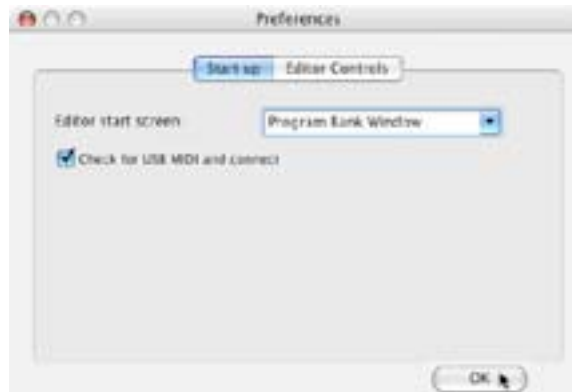 Preferences
Start up Editor Controls
Editor start screen Program Bank Window
Check for USB MIDI and connect
OK